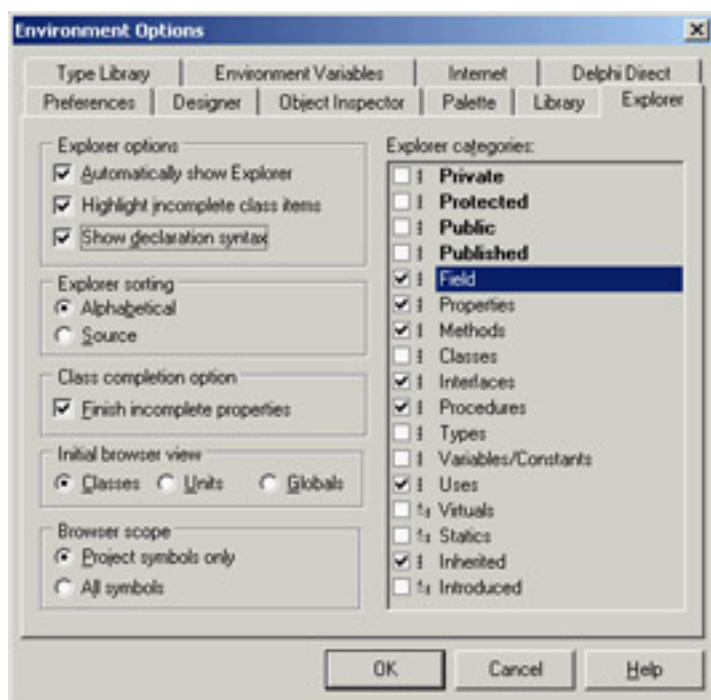 Environment Options
Type Library Environment Variables Internet Delphi Direct
Preferences Designer Object Inspector Palette Library Explorer
Explorer options
Automatically show Explorer
Highlight incomplete class items
Show declaration syntax
Explorer sorting
Alphabetical
Source
Class completion option
Finish incomplete properties
Initial browser view
Classes Units Globals
Browser scope
Project symbols only
All symbols
Explorer categories:
Private
Protected
Public
Published
Field
Properties
Methods
Classes
Interfaces
Procedures
Types
Variables/Constants
Uses
Virtuals
Statics
Inherited
Introduced
OK Cancel Help